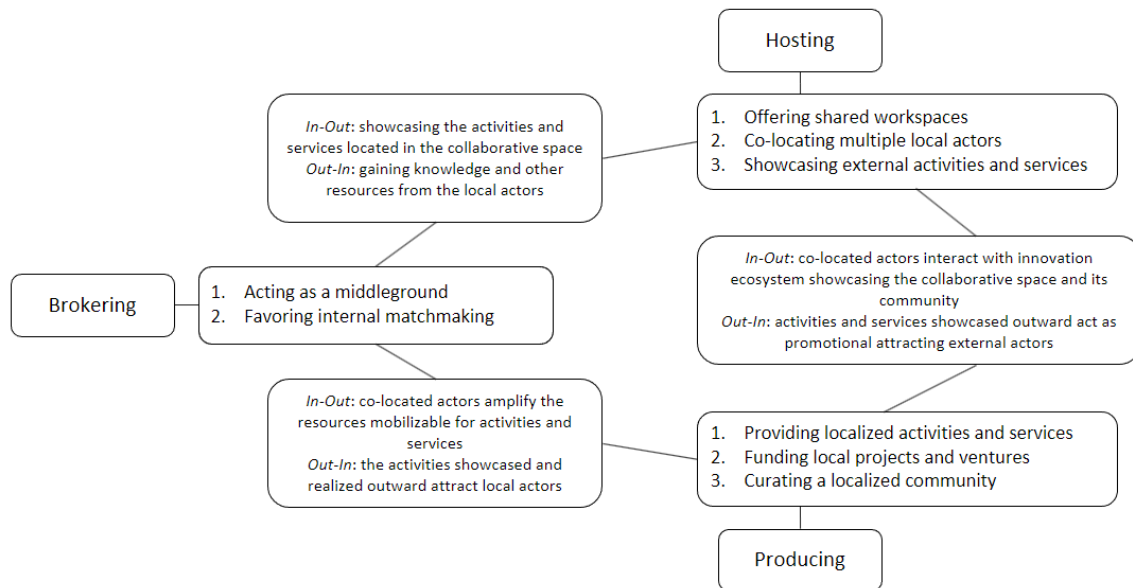 Hosting
1. Offering shared workspaces
2. Co-locating multiple local actors
3. Showcasing external activities and services
In-Out: showcasing the activities and
services located in the collaborative space
Out-In: gaining knowledge and other
resources from the local actors
In-Out: co-located actors interact with innovation
ecosystem showcasing the collaborative space and its
community
Out-In: activities and services showcased outward act as
promotional attracting external actors
Brokering
1. Acting as a middleground
2. Favoring internal matchmaking
In-Out: co-located actors amplify the
resources mobilizable for activities and
services
Out-In: the activities showcased and
realized outward attract local actors
1. Providing localized activities and services
2. Funding local projects and ventures
3. Curating a localized community
Producing